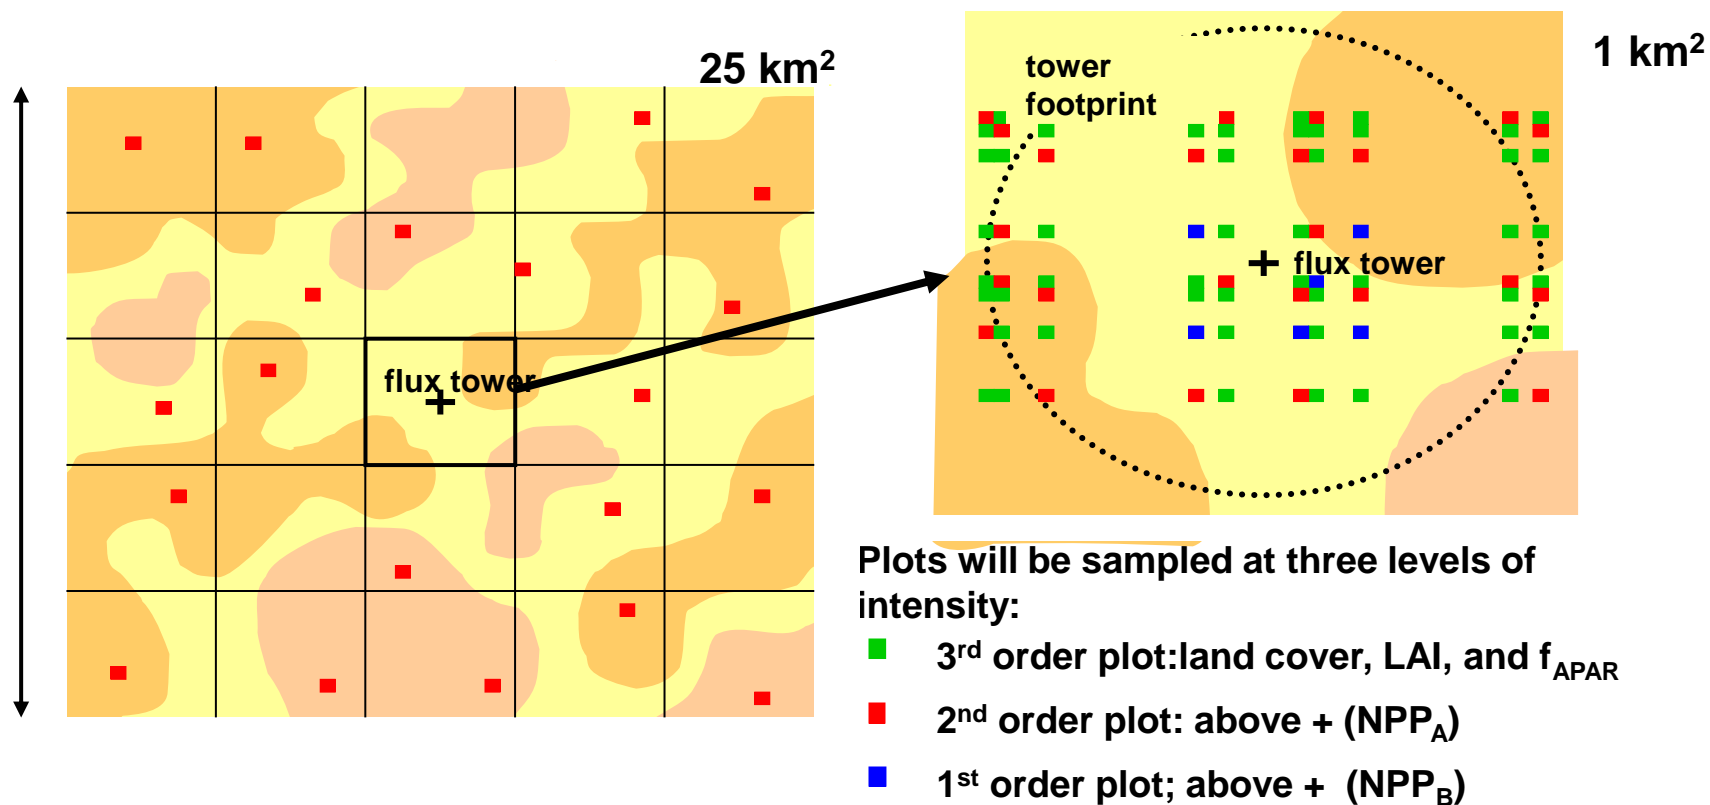 25 km²
flux tower
1 km²
tower
footprint
flux tower
Plots will be sampled at three levels of
intensity:
3rd order plot:land cover, LAI, and fAPAR
2nd order plot: above + (NPPA)
1st order plot; above + (NPPB)